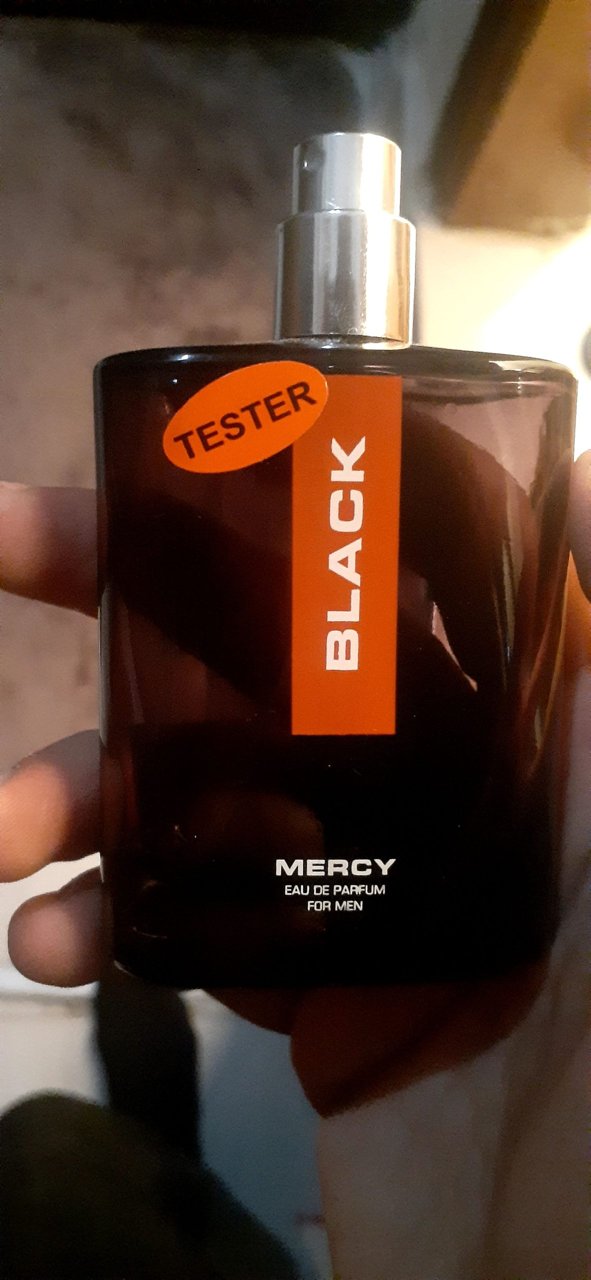 TESTER
BLACK
MERCY
EAU DE PARFUM
FOR MEN